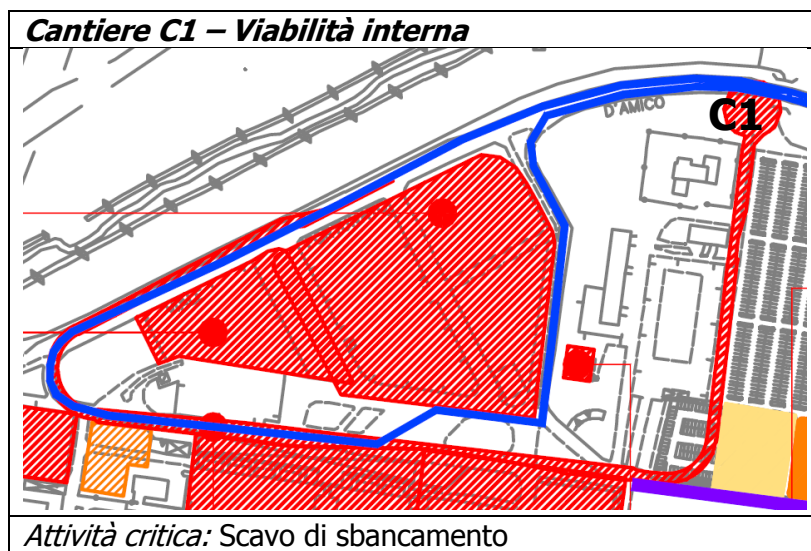 Cantiere C1 – Viabilità interna
D'AMICO
C1
Attività critica: Scavo di sbancamento